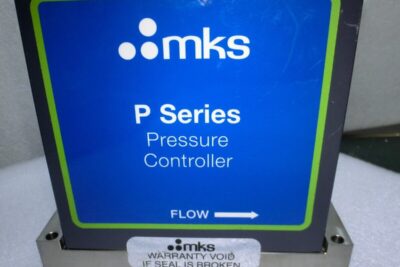 mks
P Series
Pressure
Controller
FLOW
mks
WARRANTY VOID
IF SEAL IS BROKEN